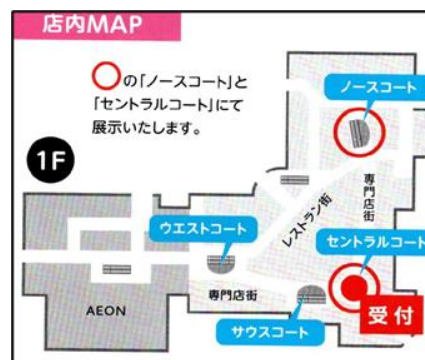 店内MAP
◯の「ノースコート」と
「セントラルコート」にて
展示いたします。
1F
ノースコート
専門店街
レストラン街
ウエストコート
セントラルコート
専門店街
受付
AEON
サウスコート